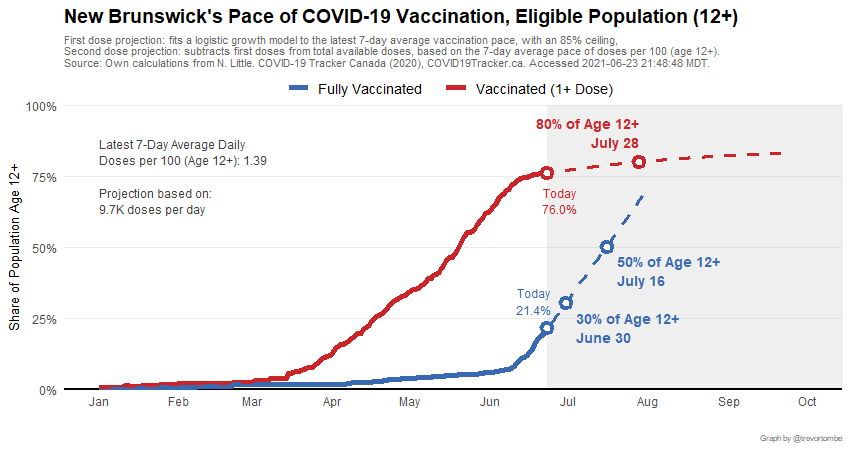 New Brunswick's Pace of COVID-19 Vaccination, Eligible Population (12+)
First dose projection: fits a logistic growth model to the latest 7-day average vaccination pace, with an 85% ceiling,
Second dose projection: subtracts first doses from total available doses, based on the 7-day average pace of doses per 100 (age 12+).
Source: Own calculations from N. Little. COVID-19 Tracker Canada (2020), COVID19Tracker.ca. Accessed 2021-06-23 21:48:48 MDT.
Fully Vaccinated
Vaccinated (1+ Dose)
100%
75%
50%
25%
0%
Share of Population Age 12+
Latest 7-Day Average Daily
Doses per 100 (Age 12+): 1.39
Projection based on:
9.7K doses per day
80% of Age 12+
July 28
Today
76.0%
50% of Age 12+
July 16
Today
21.4%
30% of Age 12+
June 30
Jan
Feb
Mar
Apr
May
Jun
Jul
Aug
Sep
Oct
Graph by @trevortombe